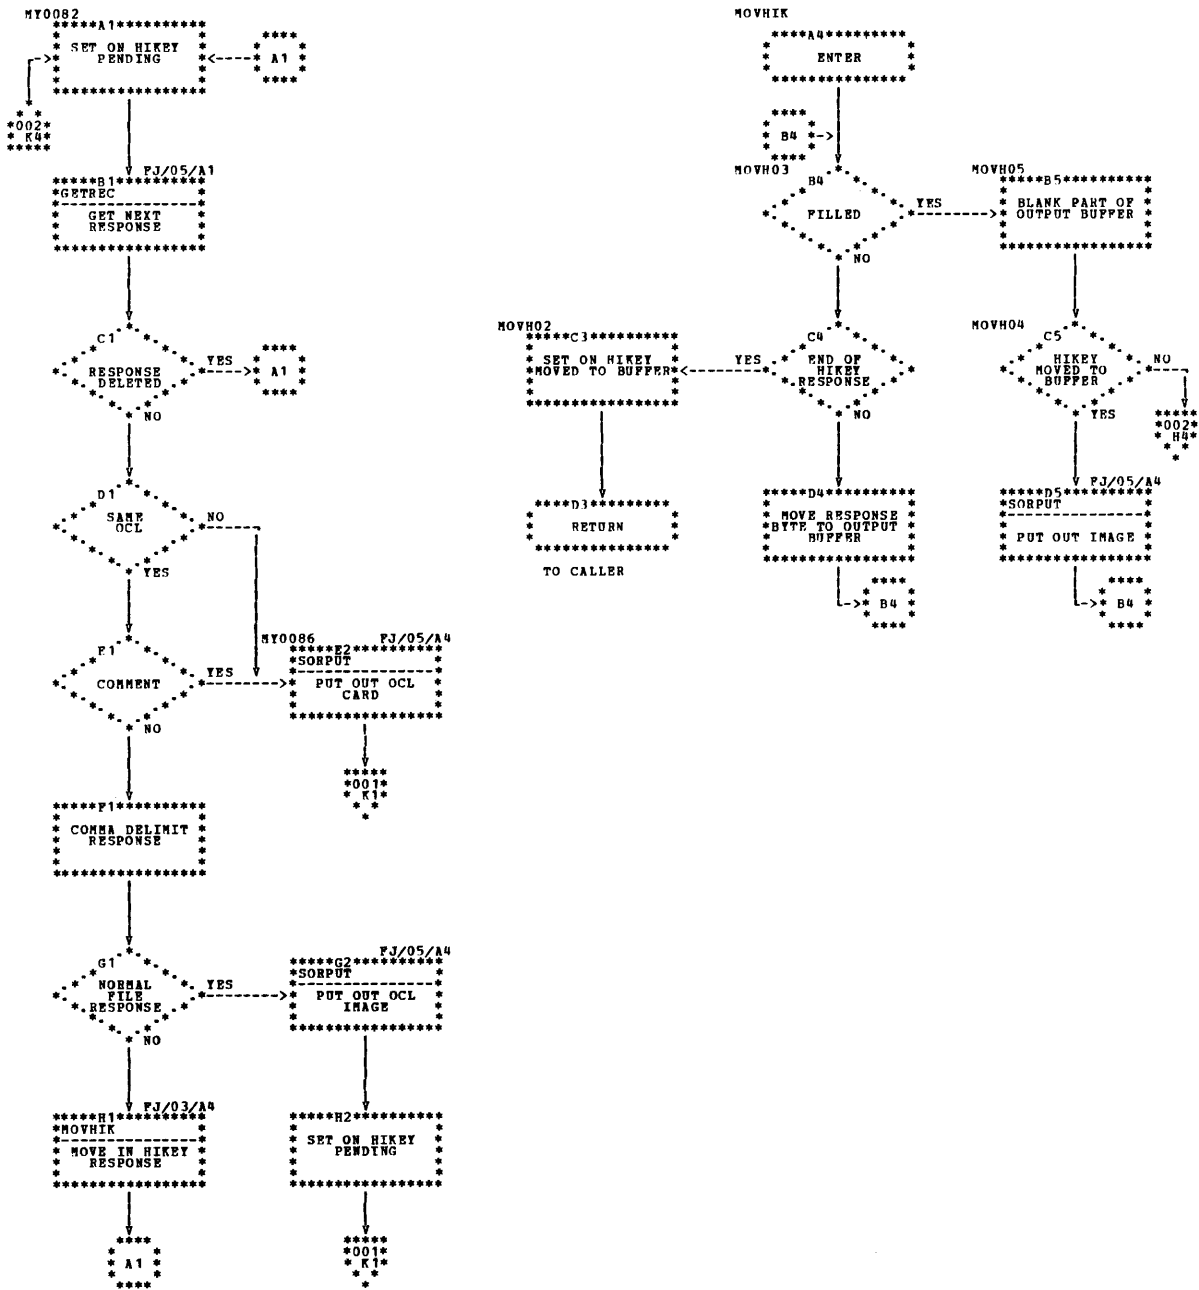 MY0082
A1
SET ON HIKEY
PENDING
A1
002
K4
FJ/05/A1
B1
GETREC
GET NEXT
RESPONSE
C1
RESPONSE
DELETED
YES
A1
NO
D1
SAME
OCL
NO
YES
E1
COMMENT
YES
NO
MY0086
FJ/05/A4
E2
SORPUT
PUT OUT OCL
CARD
001
K1
F1
COMMA DELIMIT
RESPONSE
G1
NORMAL
FILE
RESPONSE
YES
NO
FJ/05/A4
G2
SORPUT
PUT OUT OCL
IMAGE
FJ/03/A4
H1
MOVHIK
MOVE IN HIKEY
RESPONSE
H2
SET ON HIKEY
PENDING
A1
001
K1
MOVHIK
A4
ENTER
B4
MOVH03
B4
FILLED
YES
NO
MOVH05
B5
BLANK PART OF
OUTPUT BUFFER
MOVH02
C3
SET ON HIKEY
MOVED TO BUFFER
YES
C4
END OF
HIKEY
RESPONSE
NO
MOVH04
C5
HIKEY
MOVED TO
BUFFER
NO
YES
002
H4
D3
RETURN
TO CALLER
D4
MOVE RESPONSE
BYTE TO OUTPUT
BUFFER
B4
FJ/05/A4
D5
SORPUT
PUT OUT IMAGE
B4